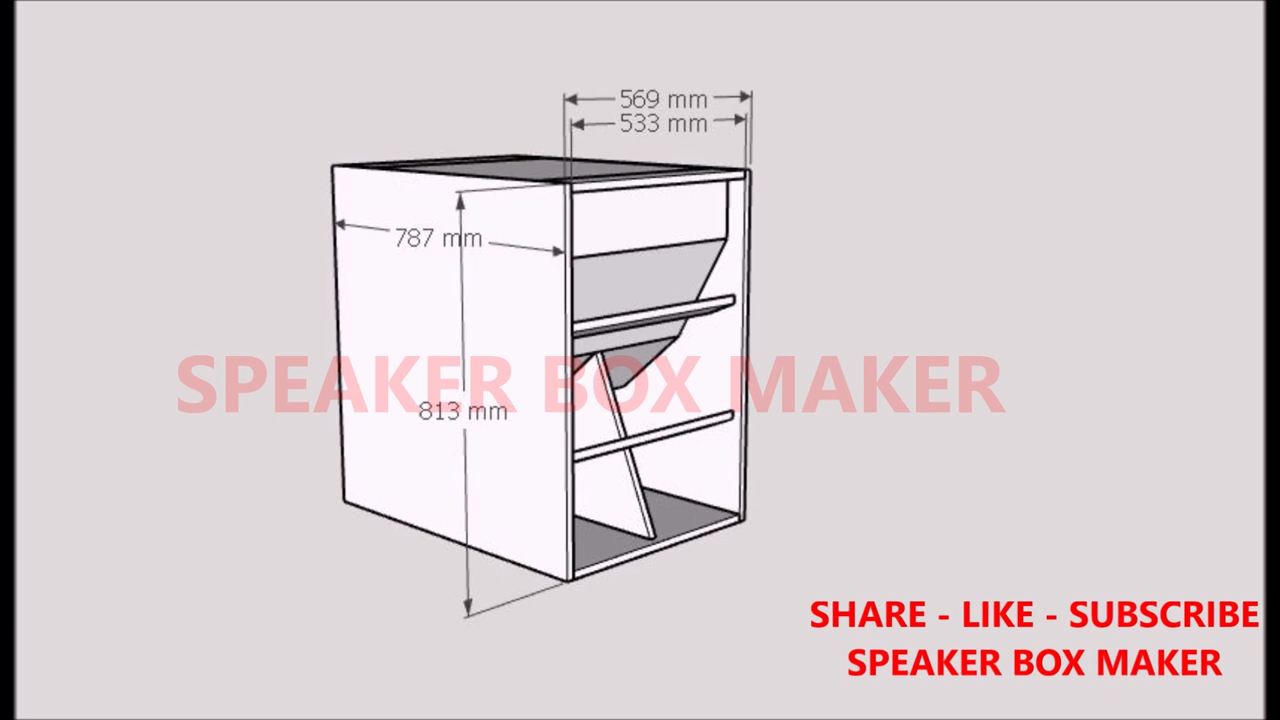 569 mm
533 mm
787 mm
SPEAKER BOX MAKER
813 mm
SHARE - LIKE - SUBSCRIBE
SPEAKER BOX MAKER